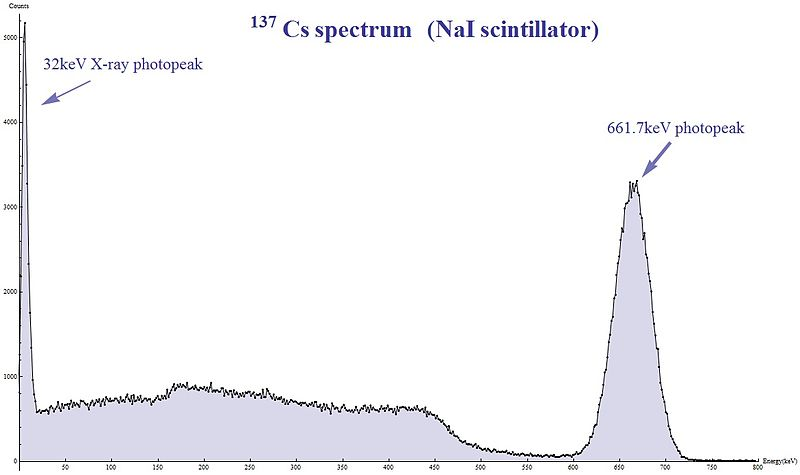 Counts
¹³⁷ Cs spectrum (NaI scintillator)
5000
32keV X-ray photopeak
4000
661.7keV photopeak
3000
2000
1000
0
50 100 150 200 250 300 350 400 450 500 550 600 650 700 750 800 Energy(keV)